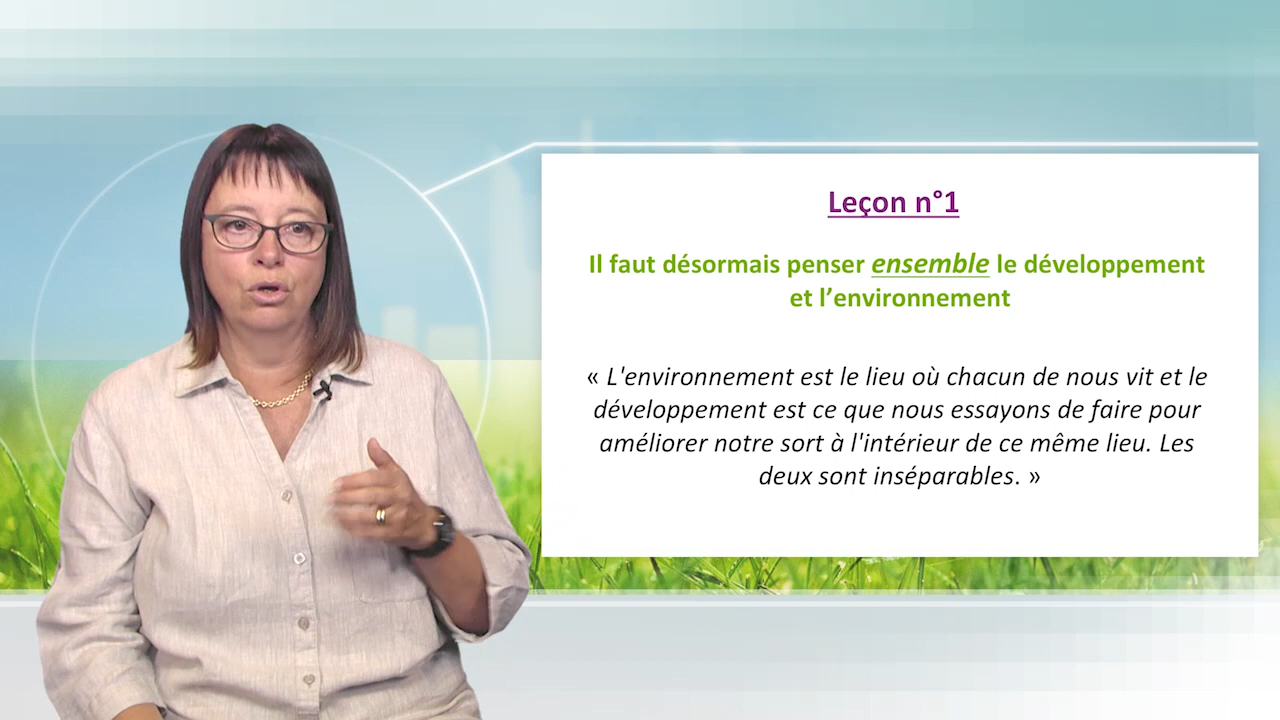 Leçon n°1
Il faut désormais penser ensemble le développement
et l’environnement
« L'environnement est le lieu où chacun de nous vit et le
développement est ce que nous essayons de faire pour
améliorer notre sort à l'intérieur de ce même lieu. Les
deux sont inséparables. »